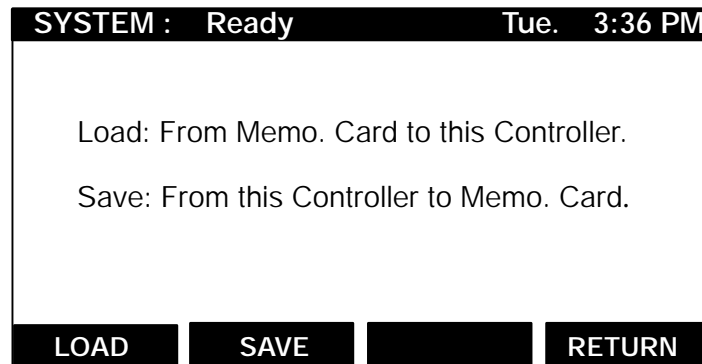 SYSTEM : Ready Tue. 3:36 PM
Load: From Memo. Card to this Controller.
Save: From this Controller to Memo. Card.
LOAD SAVE RETURN